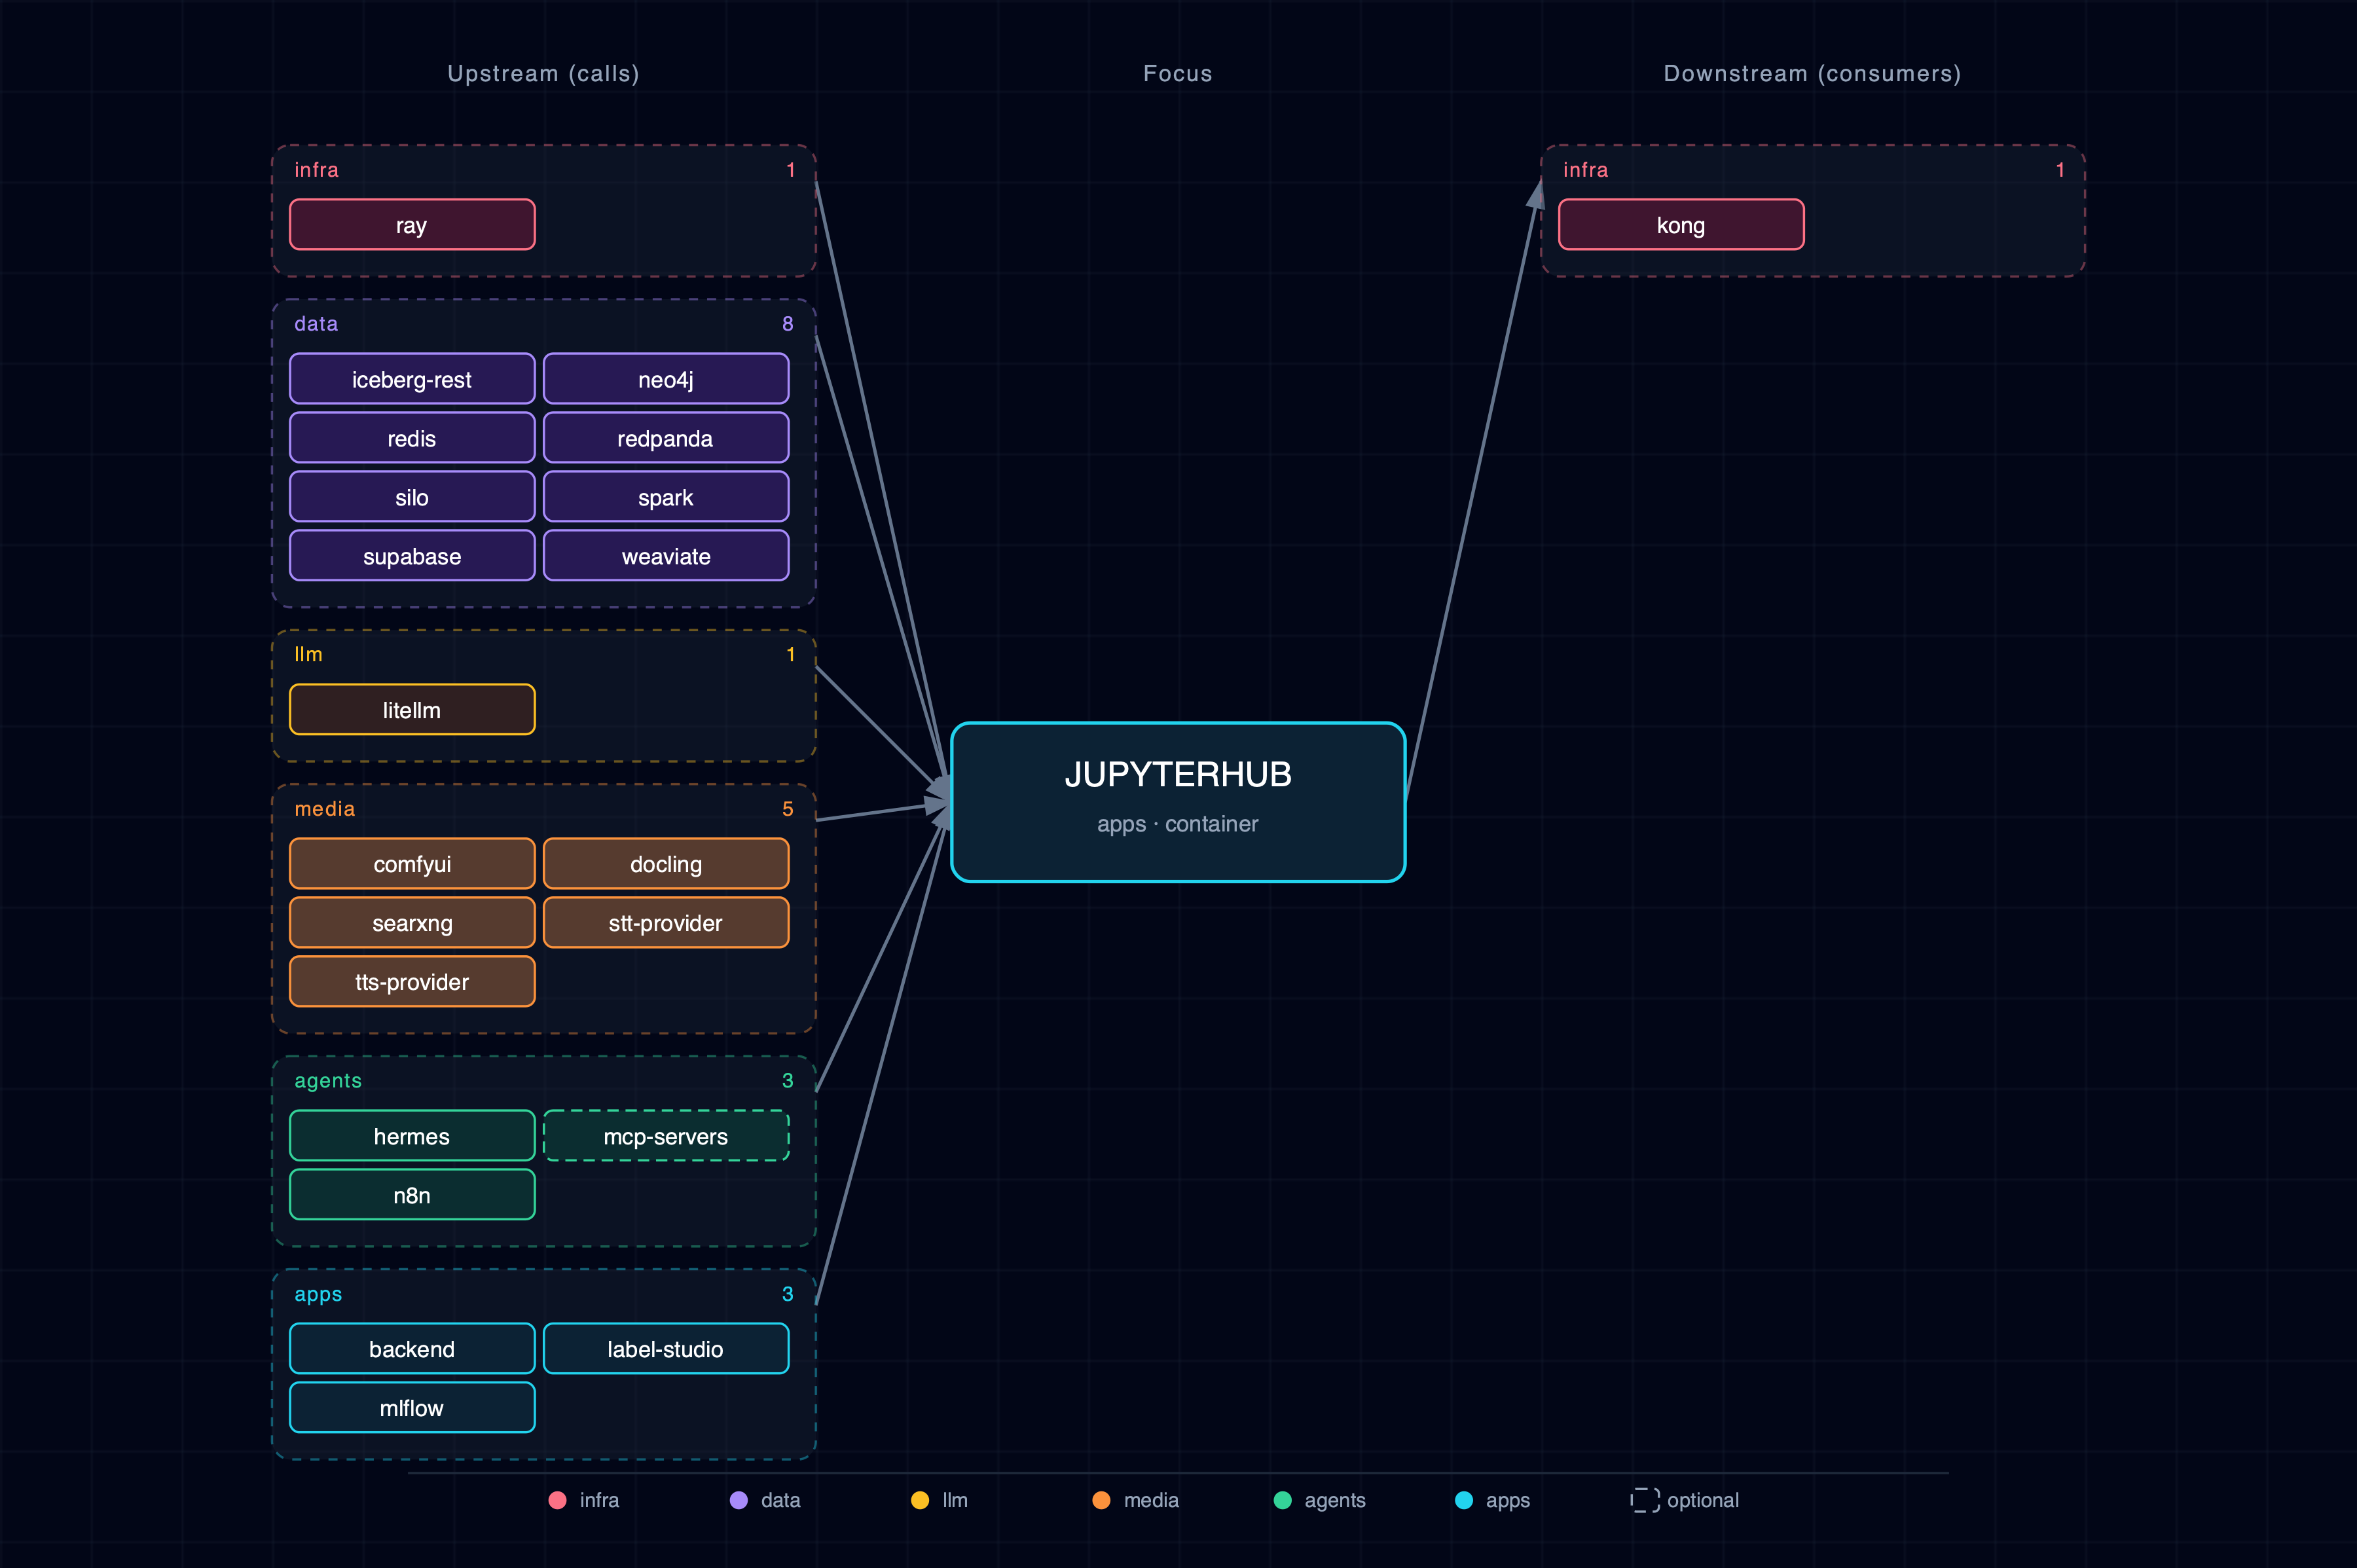 Upstream (calls)
Focus
Downstream (consumers)
infra 1
ray
data 8
iceberg-rest neo4j
redis redpanda
silo spark
supabase weaviate
llm 1
litellm
media 5
comfyui docling
searxng stt-provider
tts-provider
agents 3
hermes mcp-servers
n8n
apps 3
backend label-studio
mlflow
JUPYTERHUB
apps · container
infra 1
kong
infra data llm media agents apps optional